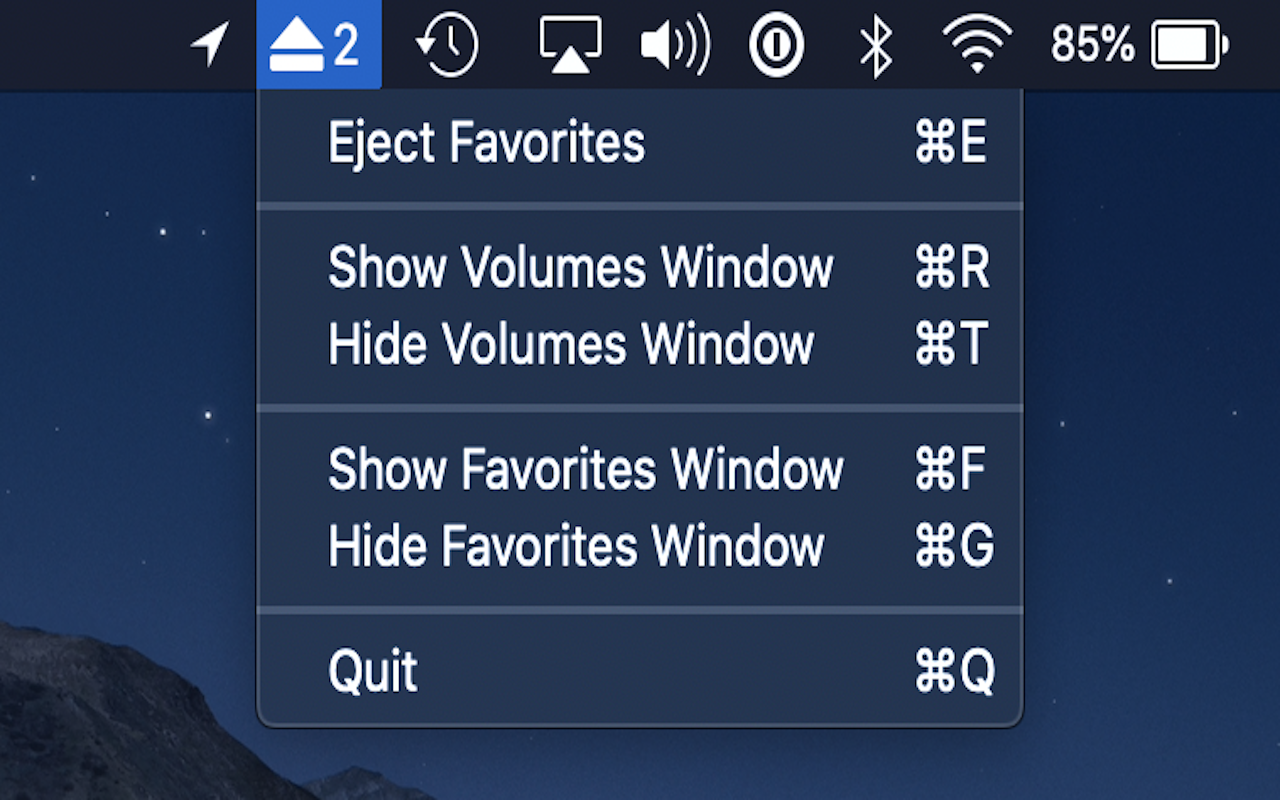 2 85%
Eject Favorites ⌘E
Show Volumes Window ⌘R
Hide Volumes Window ⌘T
Show Favorites Window ⌘F
Hide Favorites Window ⌘G
Quit ⌘Q